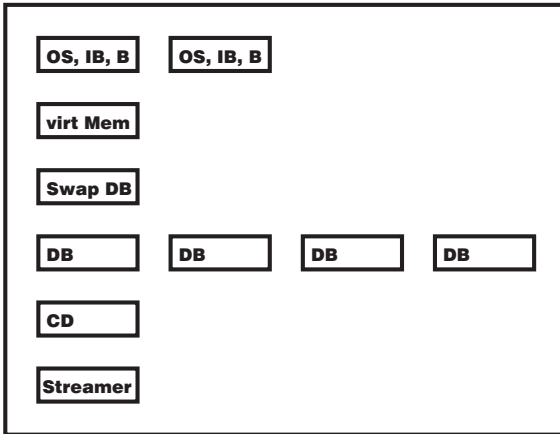 OS, IB, B OS, IB, B
virt Mem
Swap DB
DB DB DB DB
CD
Streamer